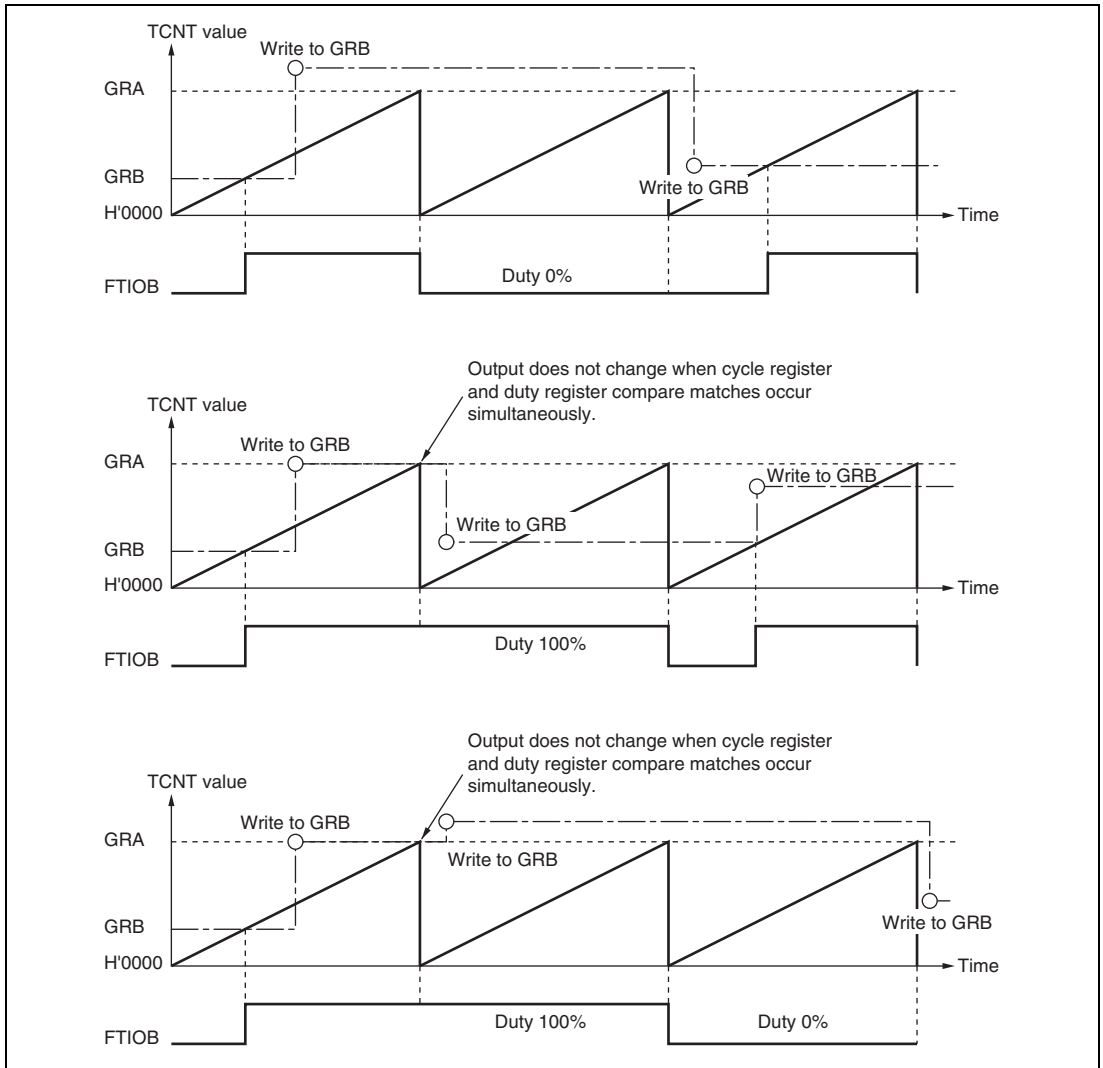 TCNT value
Write to GRB
GRA
GRB
Write to GRB
H'0000
Time
Duty 0%
FTIOB
Output does not change when cycle register
and duty register compare matches occur
simultaneously.
TCNT value
Write to GRB
GRA
Write to GRB
Write to GRB
GRB
H'0000
Time
Duty 100%
FTIOB
Output does not change when cycle register
and duty register compare matches occur
simultaneously.
TCNT value
Write to GRB
GRA
Write to GRB
GRB
Write to GRB
H'0000
Time
Duty 100%
Duty 0%
FTIOB